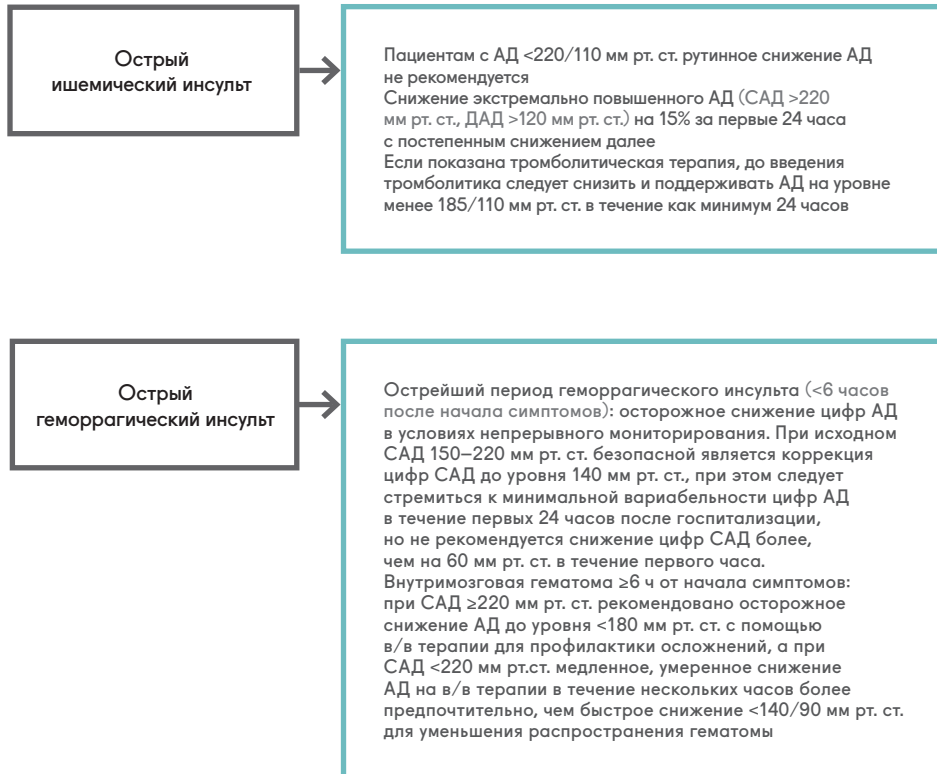 Острый
ишемический инсульт
Пациентам с АД <220/110 мм рт. ст. рутинное снижение АД
не рекомендуется
Снижение экстремально повышенного АД (САД >220
мм рт. ст., ДАД >120 мм рт. ст.) на 15% за первые 24 часа
с постепенным снижением далее
Если показана тромболитическая терапия, до введения
тромболитика следует снизить и поддерживать АД на уровне
менее 185/110 мм рт. ст. в течение как минимум 24 часов
Острый
геморрагический инсульт
Острейший период геморрагического инсульта (<6 часов
после начала симптомов): осторожное снижение цифр АД
в условиях непрерывного мониторирования. При исходном
САД 150–220 мм рт. ст. безопасной является коррекция
цифр САД до уровня 140 мм рт. ст., при этом следует
стремиться к минимальной вариабельности цифр АД
в течение первых 24 часов после госпитализации,
но не рекомендуется снижение цифр САД более,
чем на 60 мм рт. ст. в течение первого часа.
Внутримозговая гематома ≥6 ч от начала симптомов:
при САД ≥220 мм рт. ст. рекомендовано осторожное
снижение АД до уровня <180 мм рт. ст. с помощью
в/в терапии для профилактики осложнений, а при
САД <220 мм рт.ст. медленное, умеренное снижение
АД на в/в терапии в течение нескольких часов более
предпочтительно, чем быстрое снижение <140/90 мм рт. ст.
для уменьшения распространения гематомы